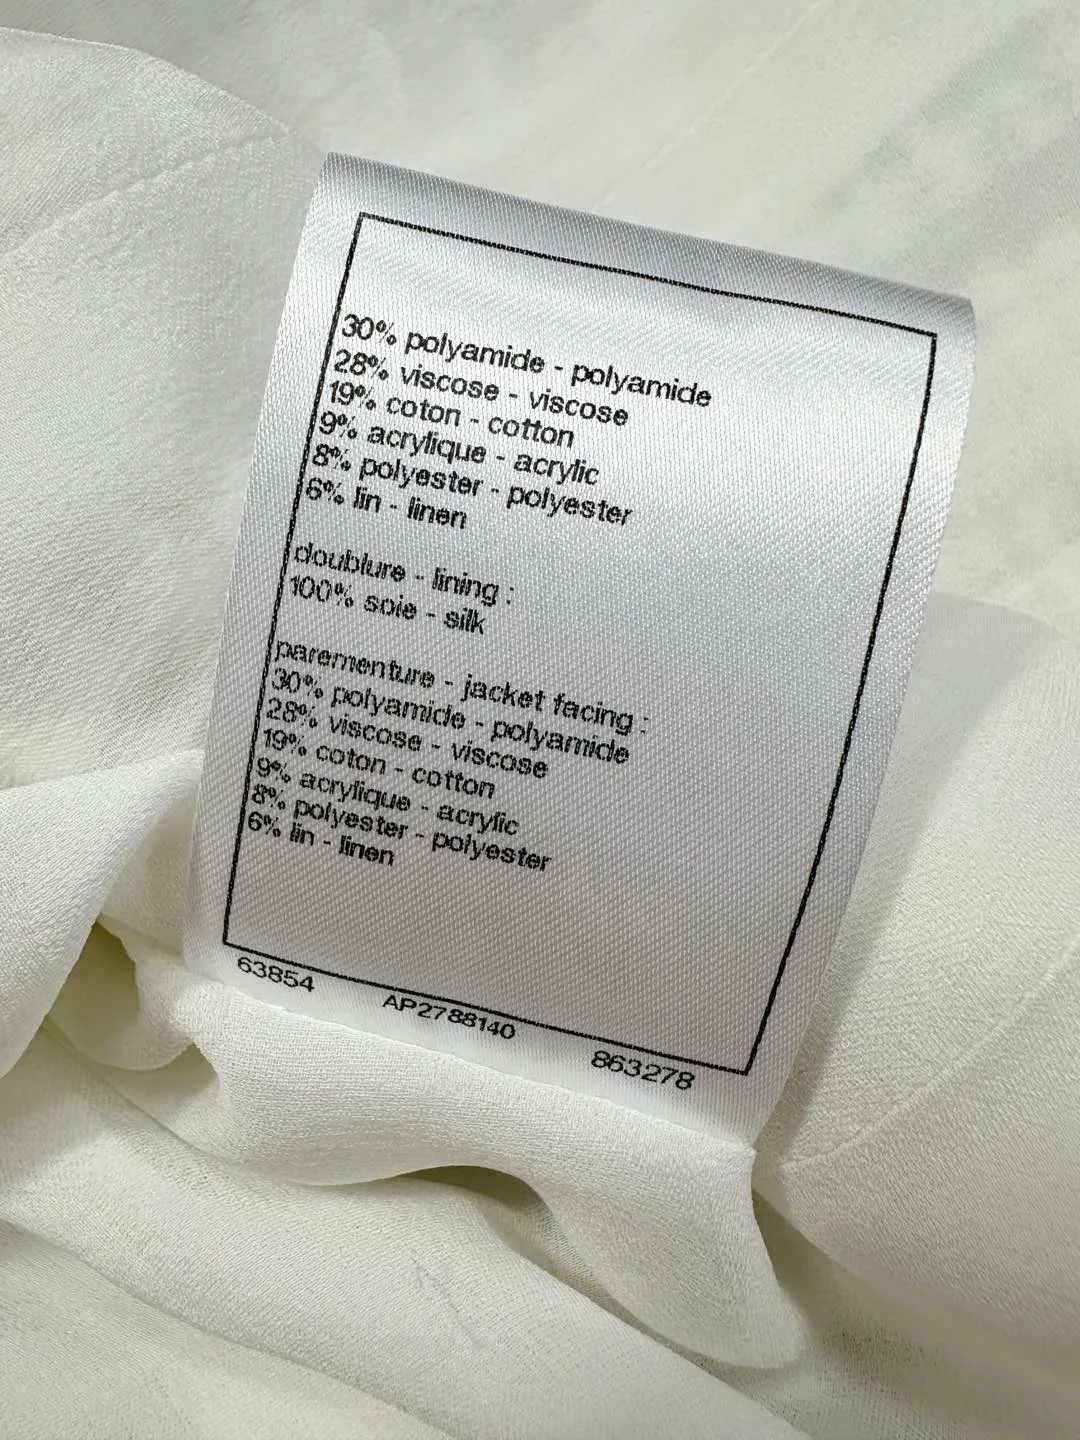 30% polyamide - polyamide
28% viscose - viscose
19% coton - cotton
9% acrylique - acrylic
8% polyester - polyester
6% lin - linen
doublure - lining :
100% soie - silk
parementure - jacket facing :
30% polyamide - polyamide
28% viscose - viscose
19% coton - cotton
9% acrylique - acrylic
8% polyester - polyester
6% lin - linen
63854 AP2788140 863278